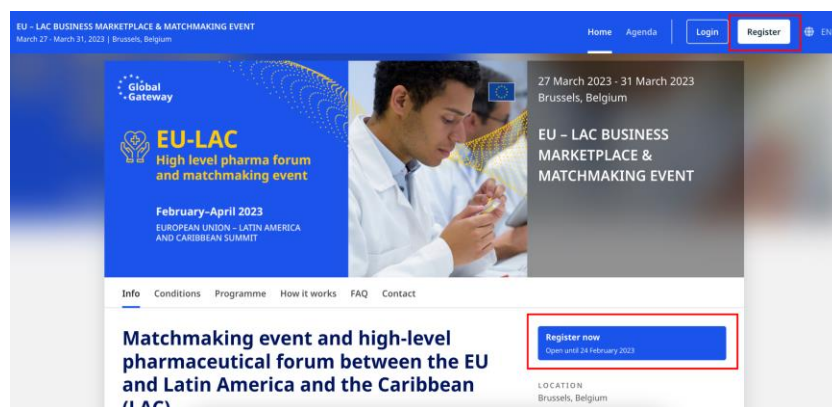 EU – LAC BUSINESS MARKETPLACE & MATCHMAKING EVENT
March 27 - March 31, 2023 | Brussels, Belgium
Home Agenda Login Register EN
Global
Gateway
EU-LAC
High level pharma forum
and matchmaking event
February–April 2023
EUROPEAN UNION – LATIN AMERICA
AND CARIBBEAN SUMMIT
27 March 2023 - 31 March 2023
Brussels, Belgium
EU – LAC BUSINESS
MARKETPLACE &
MATCHMAKING EVENT
Info Conditions Programme How it works FAQ Contact
Matchmaking event and high-level
pharmaceutical forum between the EU
and Latin America and the Caribbean
(LAC)
Register now
Open until 24 February 2023
LOCATION
Brussels, Belgium